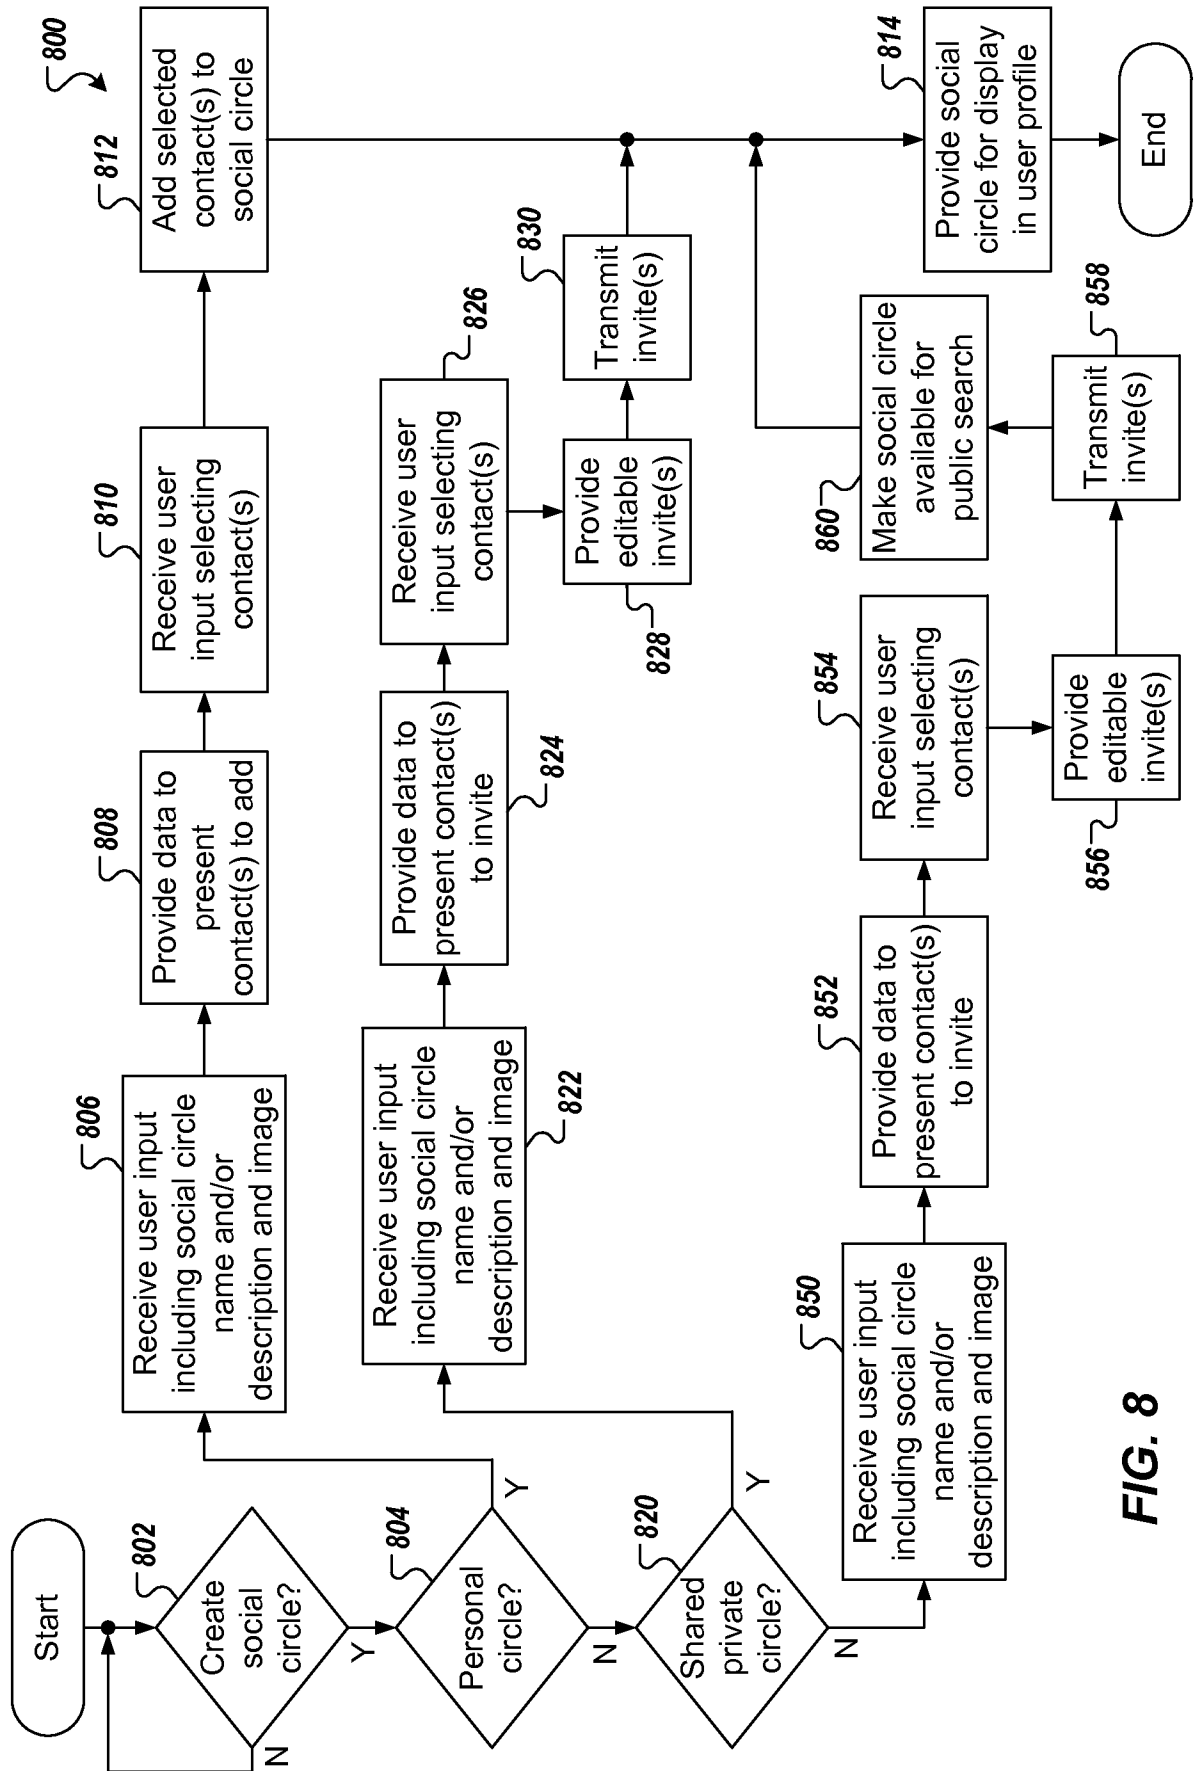 800
Start
802
Create
social
circle?
N
Y
804
Personal
circle?
Y
N
820
Shared
private
circle?
Y
N
806
Receive user input
including social circle
name and/or
description and image
808
Provide data to
present
contact(s) to add
810
Receive user
input selecting
contact(s)
812
Add selected
contact(s) to
social circle
822
Receive user input
including social circle
name and/or
description and image
824
Provide data to
present contact(s)
to invite
826
Receive user
input selecting
contact(s)
828
Provide
editable
invite(s)
830
Transmit
invite(s)
850
Receive user input
including social circle
name and/or
description and image
852
Provide data to
present contact(s)
to invite
854
Receive user
input selecting
contact(s)
856
Provide
editable
invite(s)
858
Transmit
invite(s)
860
Make social circle
available for
public search
814
Provide social
circle for display
in user profile
End
FIG. 8